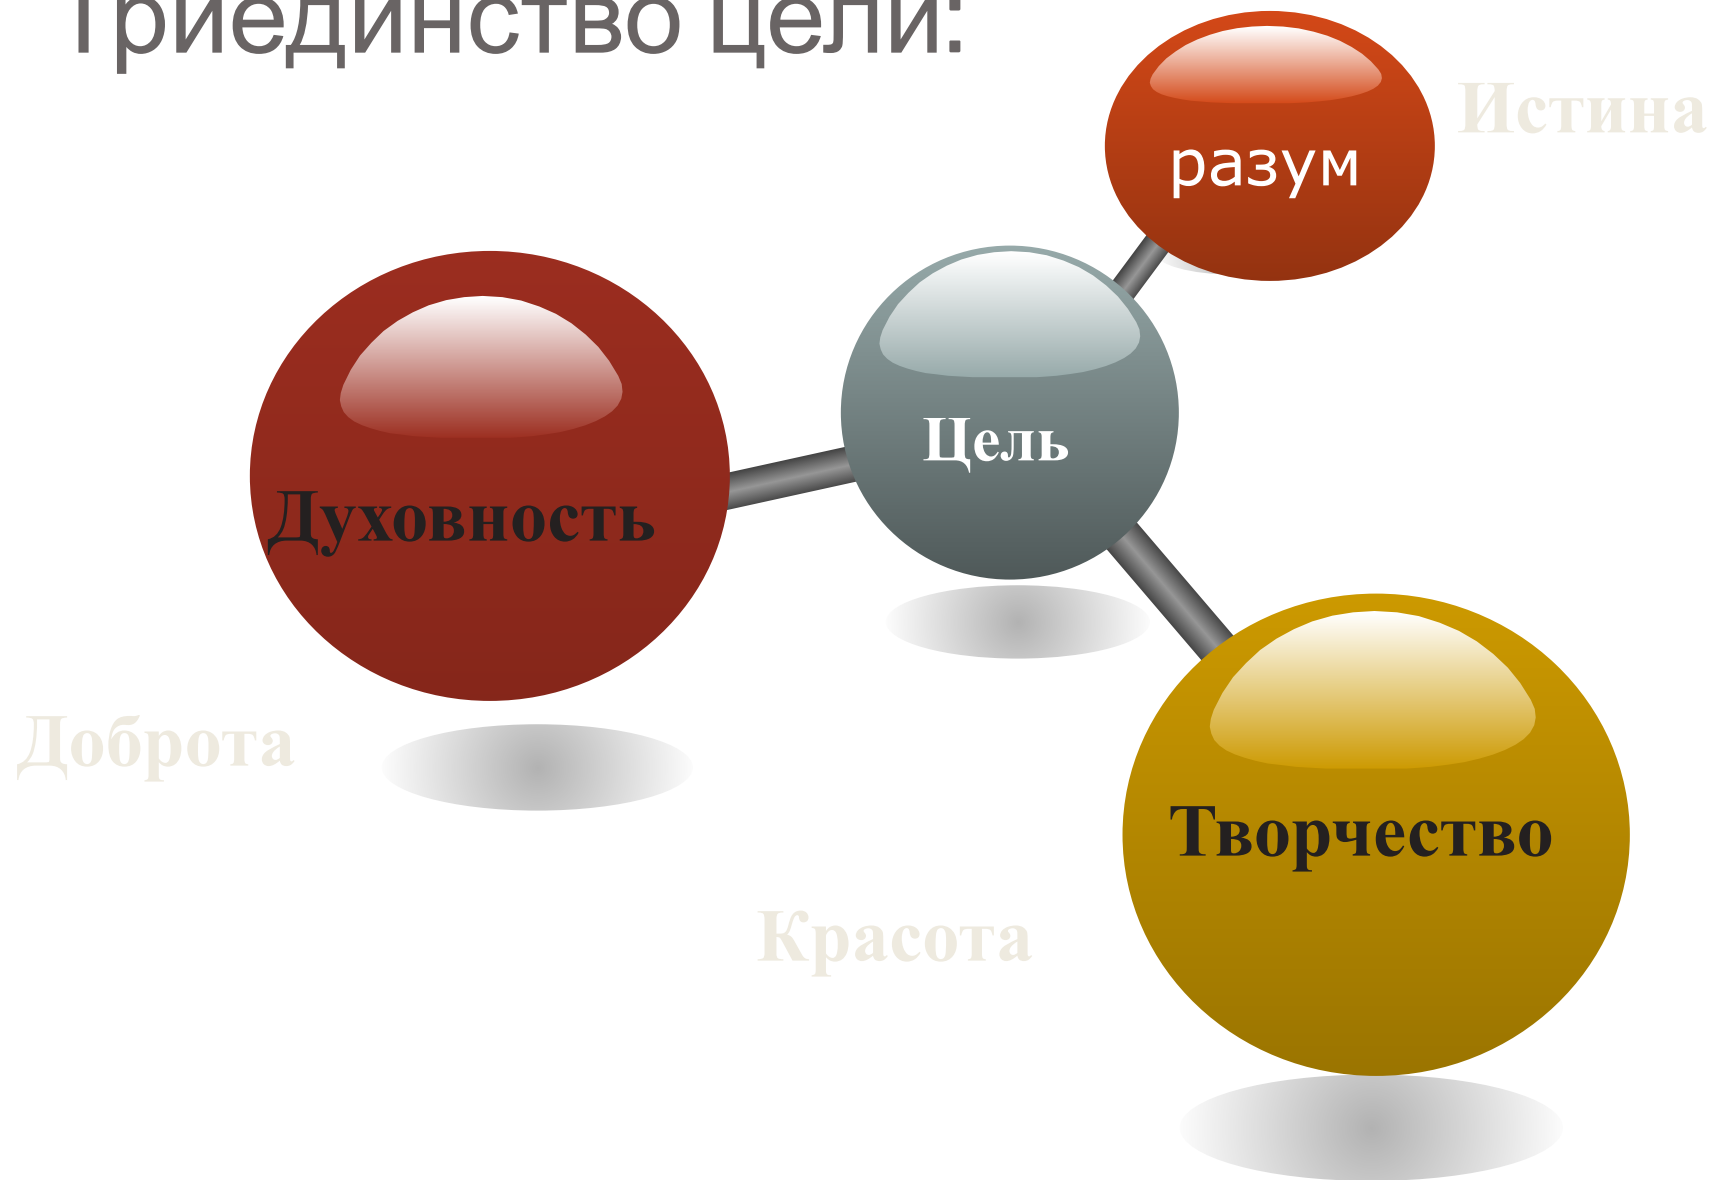 Триединство цели:
Истина
разум
Цель
Духовность
Доброта
Творчество
Красота